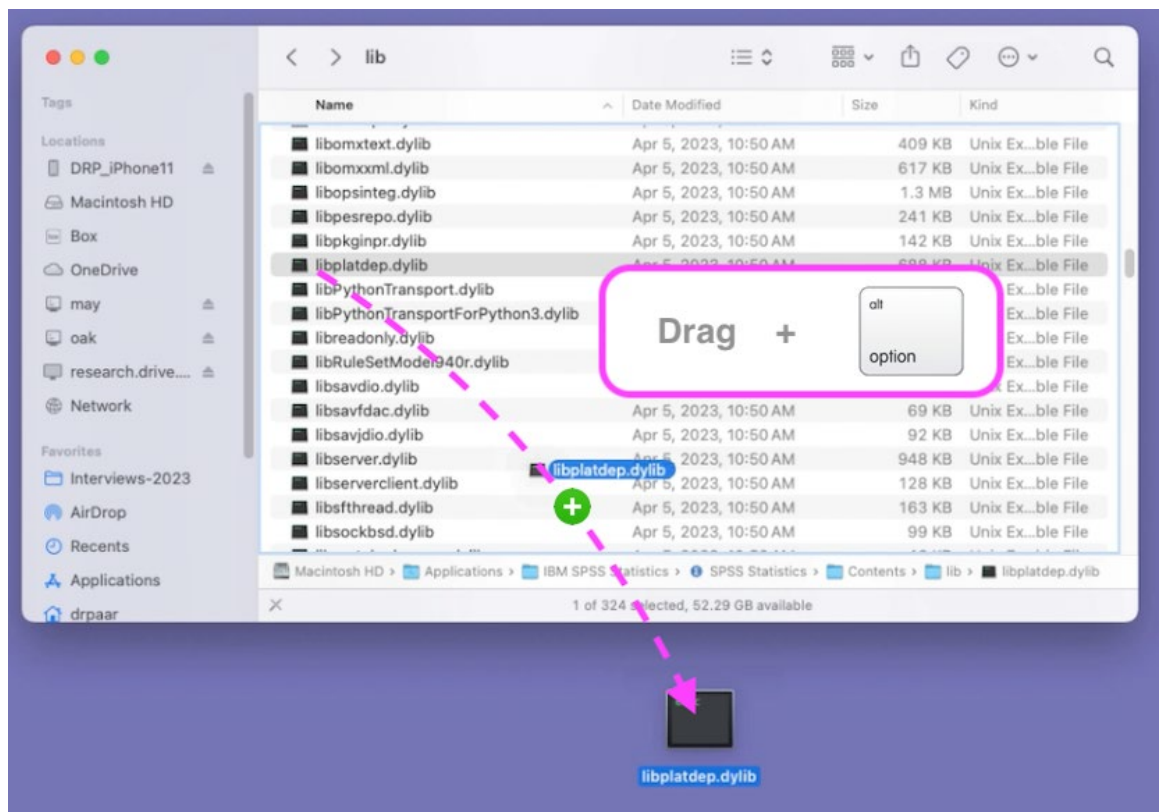 lib
Tags
Locations
DRP_iPhone11
Macintosh HD
Box
OneDrive
may
oak
research.drive....
Network
Favorites
Interviews-2023
AirDrop
Recents
Applications
drpaar
Name Date Modified Size Kind
libomxtext.dylib Apr 5, 2023, 10:50 AM 409 KB Unix Ex...ble File
libomxxml.dylib Apr 5, 2023, 10:50 AM 617 KB Unix Ex...ble File
libopsinteg.dylib Apr 5, 2023, 10:50 AM 1.3 MB Unix Ex...ble File
libpesrepo.dylib Apr 5, 2023, 10:50 AM 241 KB Unix Ex...ble File
libpkginpr.dylib Apr 5, 2023, 10:50 AM 142 KB Unix Ex...ble File
libplatdep.dylib Apr 5, 2023, 10:50 AM 688 KB Unix Ex...ble File
libPythonTransport.dylib Ex...ble File
libPythonTransportForPython3.dylib Ex...ble File
libreadonly.dylib Ex...ble File
libRuleSetModel940r.dylib Ex...ble File
libsavdio.dylib Ex...ble File
libsavfdac.dylib Apr 5, 2023, 10:50 AM 69 KB Unix Ex...ble File
libsavjdio.dylib Apr 5, 2023, 10:50 AM 92 KB Unix Ex...ble File
libserver.dylib 5, 2023, 10:50 AM 948 KB Unix Ex...ble File
libserverclient.dylib Apr 5, 2023, 10:50 AM 128 KB Unix Ex...ble File
libsfthread.dylib Apr 5, 2023, 10:50 AM 163 KB Unix Ex...ble File
libsockbsd.dylib Apr 5, 2023, 10:50 AM 99 KB Unix Ex...ble File
Drag +
alt
option
libplatdep.dylib
Macintosh HD › Applications › IBM SPSS Statistics › SPSS Statistics › Contents › lib › libplatdep.dylib
1 of 324 selected, 52.29 GB available
libplatdep.dylib